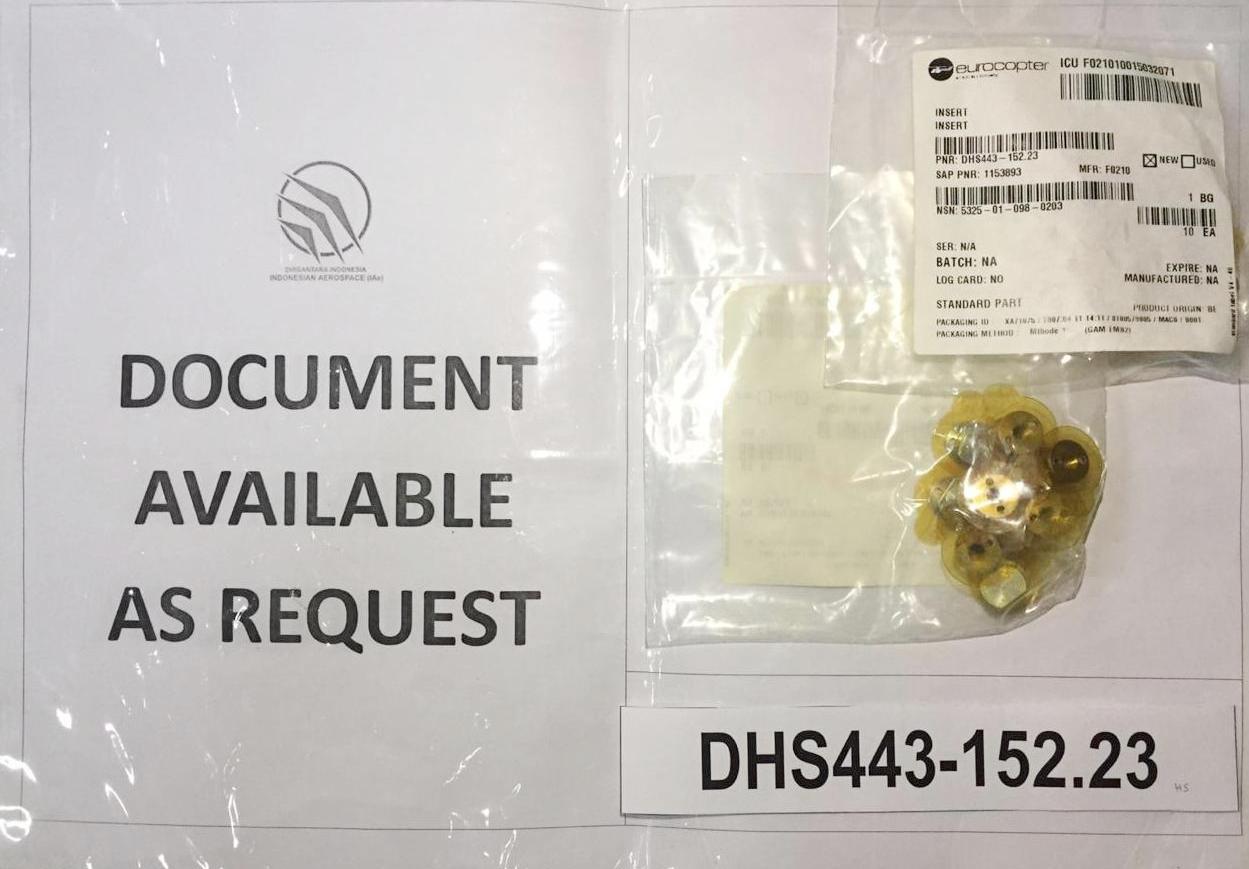 DIRGANTARA INDONESIA
INDONESIAN AEROSPACE (IAe)
DOCUMENT
AVAILABLE
AS REQUEST
eurocopter
ICU F021010015032071
INSERT
INSERT
PNR: DHS443-152.23
NEW
USED
SAP PNR: 1153893
MFR: F0210
1 BG
NSN: 5325-01-098-0203
10 EA
SER: N/A
BATCH: NA
EXPIRE: NA
LOG CARD: NO
MANUFACTURED: NA
STANDARD PART
PRODUCT ORIGIN: BE
PACKAGING ID
PACKAGING METHOD :
DHS443-152.23
HS